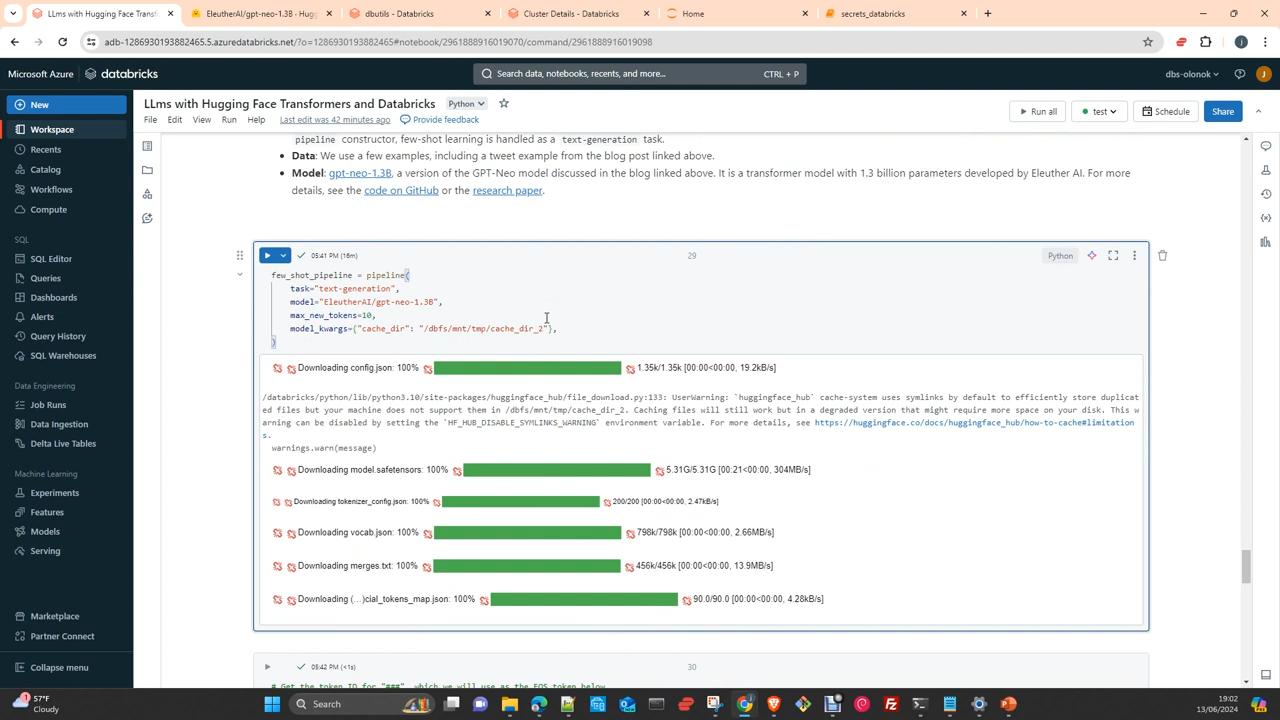 LLms with Hugging Face Transf
EleutherAI/gpt-neo-1.3B · Huggi
dbutils - Databricks
Cluster Details - Databricks
Home
secrets_databricks
adb-1286930193882465.5.azuredatabricks.net/?o=1286930193882465#notebook/2961888916019070/command/2961888916019098
Microsoft Azure
databricks
Search data, notebooks, recents, and more...
CTRL + P
dbs-olonok
J
New
Workspace
Recents
Catalog
Workflows
Compute
SQL
SQL Editor
Queries
Dashboards
Alerts
Query History
SQL Warehouses
Data Engineering
Job Runs
Data Ingestion
Delta Live Tables
Machine Learning
Experiments
Features
Models
Serving
Marketplace
Partner Connect
Collapse menu
LLms with Hugging Face Transformers and Databricks
Python
File Edit View Run Help Last edit was 42 minutes ago Provide feedback
Run all
test
Schedule
Share
pipeline constructor, few-shot learning is handled as a text-generation task.
• Data: We use a few examples, including a tweet example from the blog post linked above.
• Model: gpt-neo-1.3B, a version of the GPT-Neo model discussed in the blog linked above. It is a transformer model with 1.3 billion parameters developed by Eleuther AI. For more
details, see the code on GitHub or the research paper.
05:41 PM (16m)
29
Python
few_shot_pipeline = pipeline(
task="text-generation",
model="EleutherAI/gpt-neo-1.3B",
max_new_tokens=10,
model_kwargs={"cache_dir": "/dbfs/mnt/tmp/cache_dir_2"},
)
Downloading config.json: 100% 1.35k/1.35k [00:00<00:00, 19.2kB/s]
/databricks/python/lib/python3.10/site-packages/huggingface_hub/file_download.py:133: UserWarning: `huggingface_hub` cache-system uses symlinks by default to efficiently store duplicat
ed files but your machine does not support them in /dbfs/mnt/tmp/cache_dir_2. Caching files will still work but in a degraded version that might require more space on your disk. This w
arning can be disabled by setting the `HF_HUB_DISABLE_SYMLINKS_WARNING` environment variable. For more details, see https://huggingface.co/docs/huggingface_hub/how-to-cache#limitation
s.
warnings.warn(message)
Downloading model.safetensors: 100% 5.31G/5.31G [00:21<00:00, 304MB/s]
Downloading tokenizer_config.json: 100% 200/200 [00:00<00:00, 2.47kB/s]
Downloading vocab.json: 100% 798k/798k [00:00<00:00, 2.66MB/s]
Downloading merges.txt: 100% 456k/456k [00:00<00:00, 13.9MB/s]
Downloading (…)cial_tokens_map.json: 100% 90.0/90.0 [00:00<00:00, 4.28kB/s]
05:42 PM (<1s)
30
# Get the token ID for "###", which we will use as the EOS token below
57°F
Cloudy
Search
19:02
13/06/2024